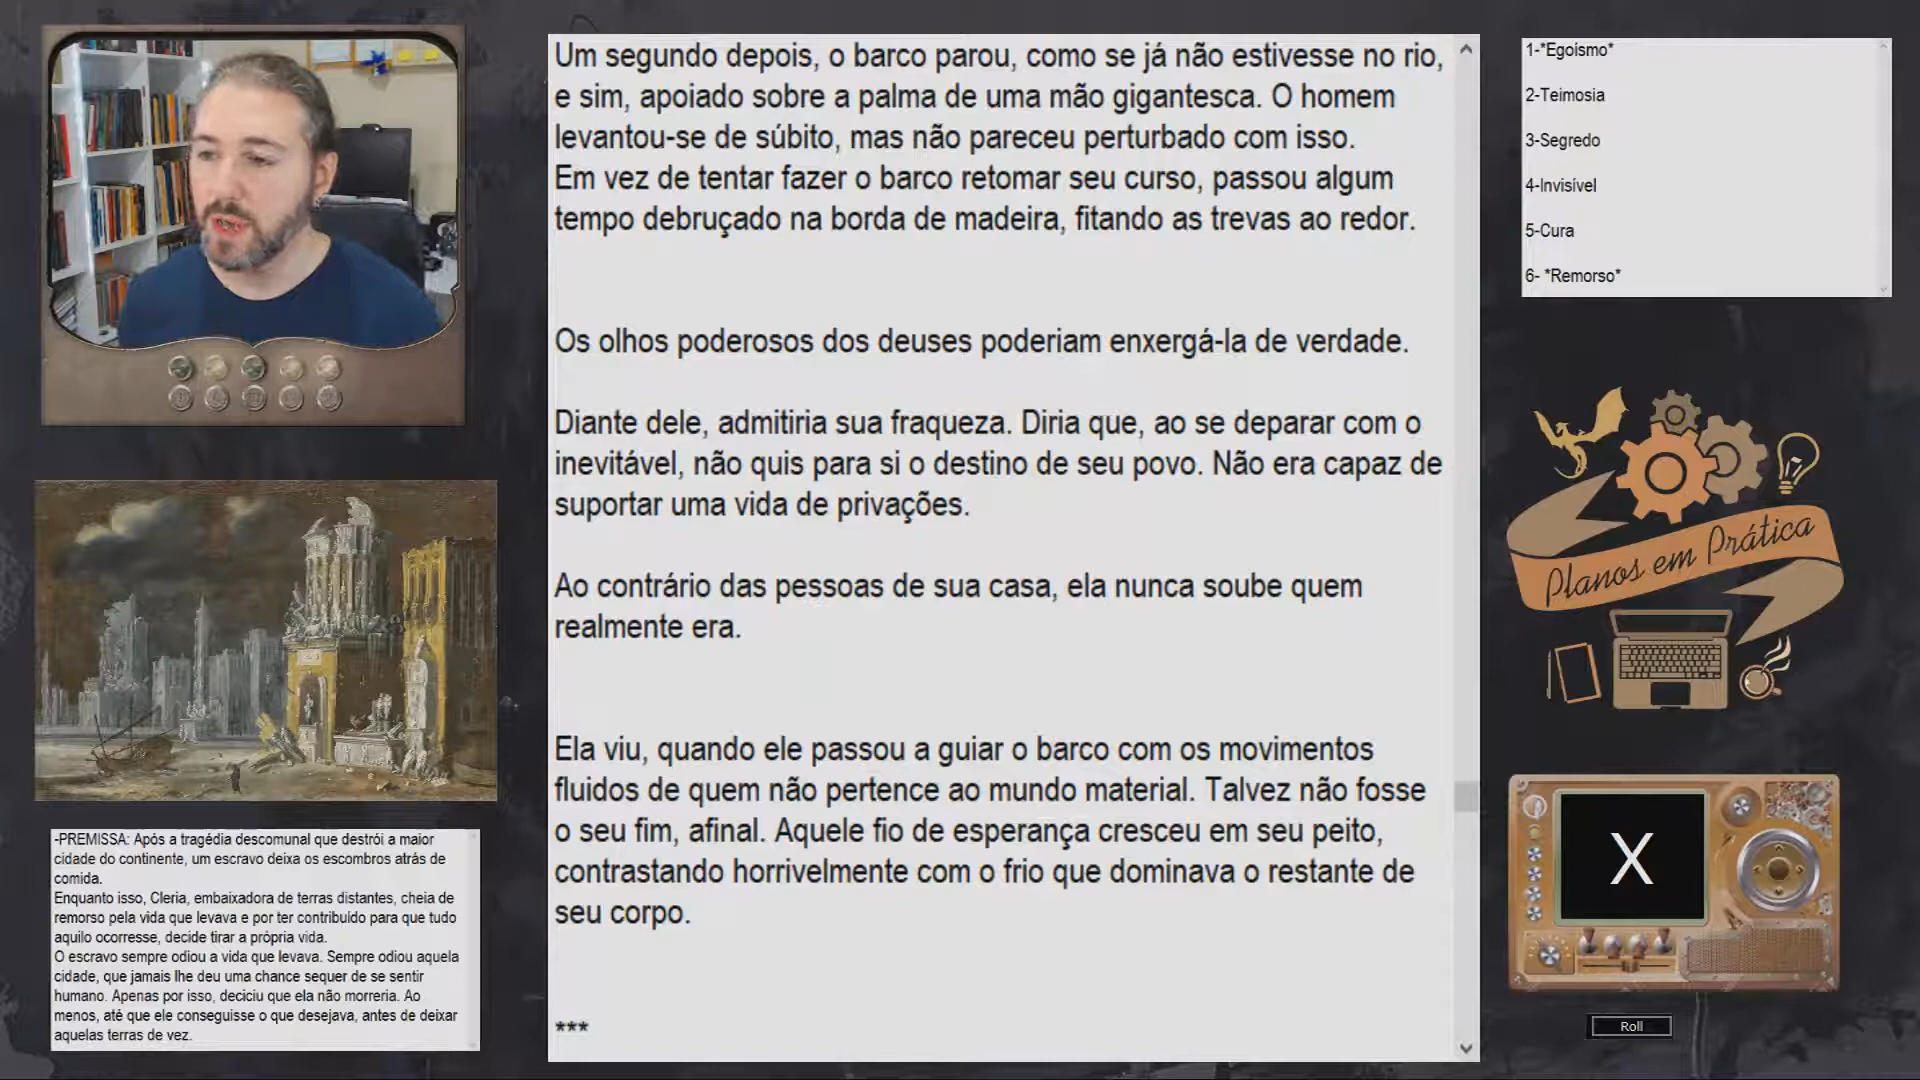 Um segundo depois, o barco parou, como se já não estivesse no rio,
e sim, apoiado sobre a palma de uma mão gigantesca. O homem
levantou-se de súbito, mas não pareceu perturbado com isso.
Em vez de tentar fazer o barco retomar seu curso, passou algum
tempo debruçado na borda de madeira, fitando as trevas ao redor.
Os olhos poderosos dos deuses poderiam enxergá-la de verdade.
Diante dele, admitiria sua fraqueza. Diria que, ao se deparar com o
inevitável, não quis para si o destino de seu povo. Não era capaz de
suportar uma vida de privações.
Ao contrário das pessoas de sua casa, ela nunca soube quem
realmente era.
Ela viu, quando ele passou a guiar o barco com os movimentos
fluidos de quem não pertence ao mundo material. Talvez não fosse
o seu fim, afinal. Aquele fio de esperança cresceu em seu peito,
contrastando horrivelmente com o frio que dominava o restante de
seu corpo.
***
1-*Egoismo*
2-Teimosia
3-Segredo
4-Invisível
5-Cura
6- *Remorso*
Planos em Prática
X
Roll
-PREMISSA: Após a tragédia descomunal que destrói a maior
cidade do continente, um escravo deixa os escombros atrás de
comida.
Enquanto isso, Cleria, embaixadora de terras distantes, cheia de
remorso pela vida que levava e por ter contribuído para que tudo
aquilo ocorresse, decide tirar a própria vida.
O escravo sempre odiou a vida que levava. Sempre odiou aquela
cidade, que jamais lhe deu uma chance sequer de se sentir
humano. Apenas por isso, deciciu que ela não morreria. Ao
menos, até que ele conseguisse o que desejava, antes de deixar
aquelas terras de vez.